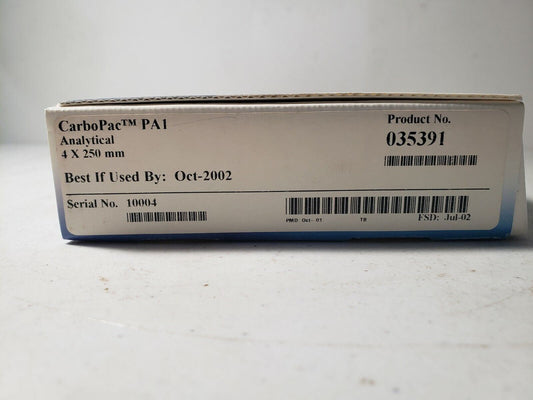 CarboPac™ PA1
Analytical
4 X 250 mm
Product No.
035391
Best If Used By: Oct-2002
Serial No. 10004
PMD Oct-01 TB FSD: Jul-02